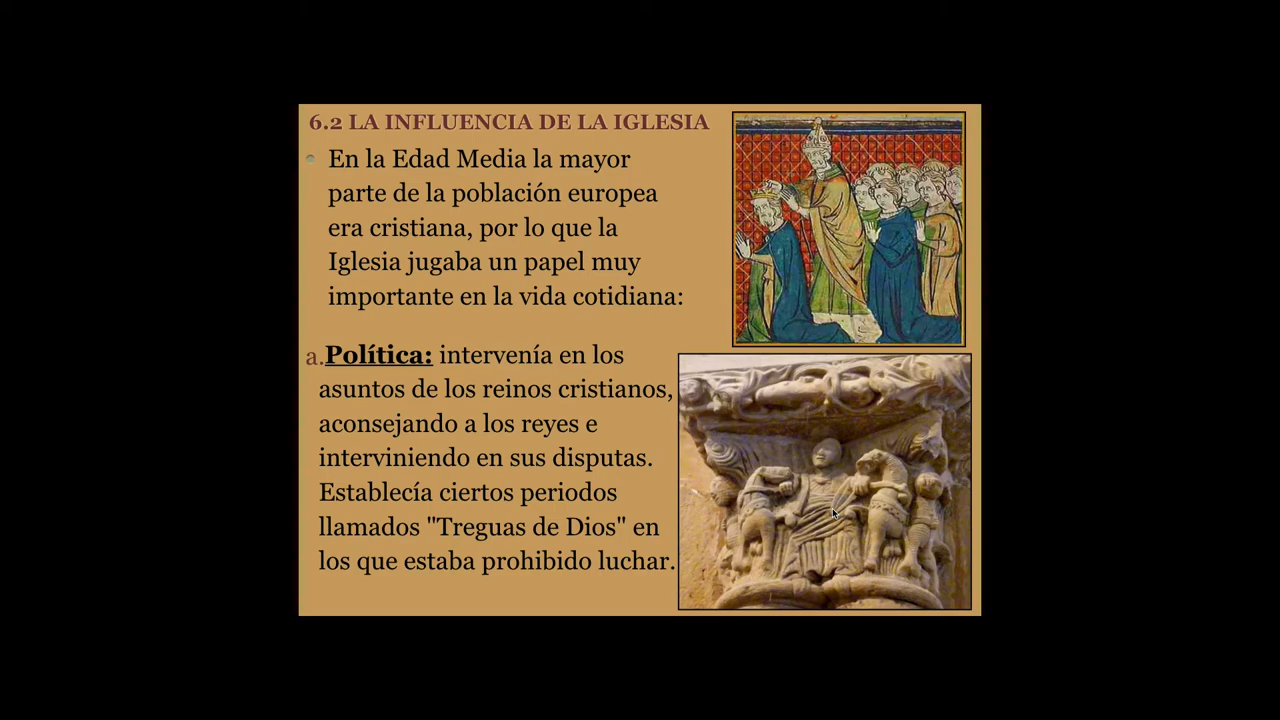 6.2 LA INFLUENCIA DE LA IGLESIA
En la Edad Media la mayor
parte de la población europea
era cristiana, por lo que la
Iglesia jugaba un papel muy
importante en la vida cotidiana:
a.Política: intervenía en los
asuntos de los reinos cristianos,
aconsejando a los reyes e
interviniendo en sus disputas.
Establecía ciertos periodos
llamados "Treguas de Dios" en
los que estaba prohibido luchar.